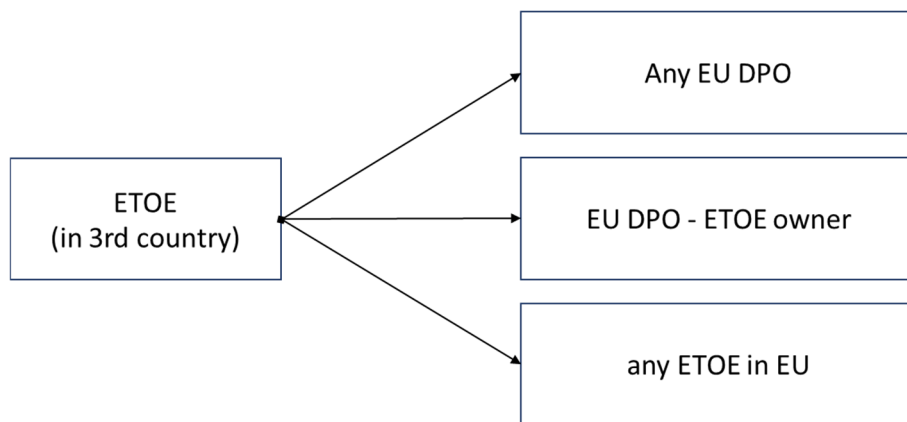 Any EU DPO
ETOE
(in 3rd country)
EU DPO - ETOE owner
any ETOE in EU